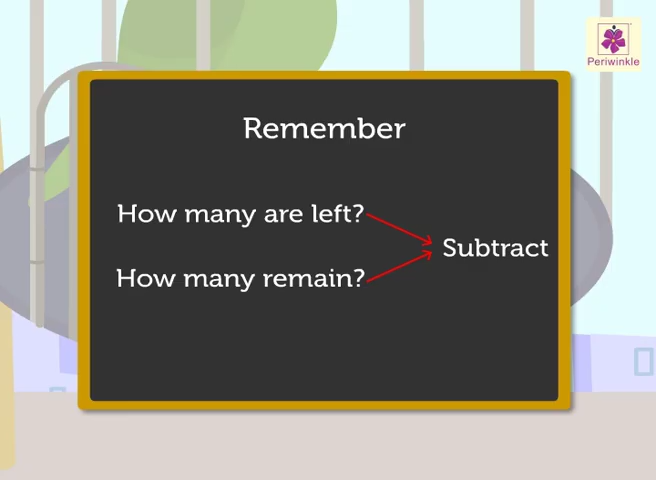 Periwinkle
Remember
How many are left?
Subtract
How many remain?